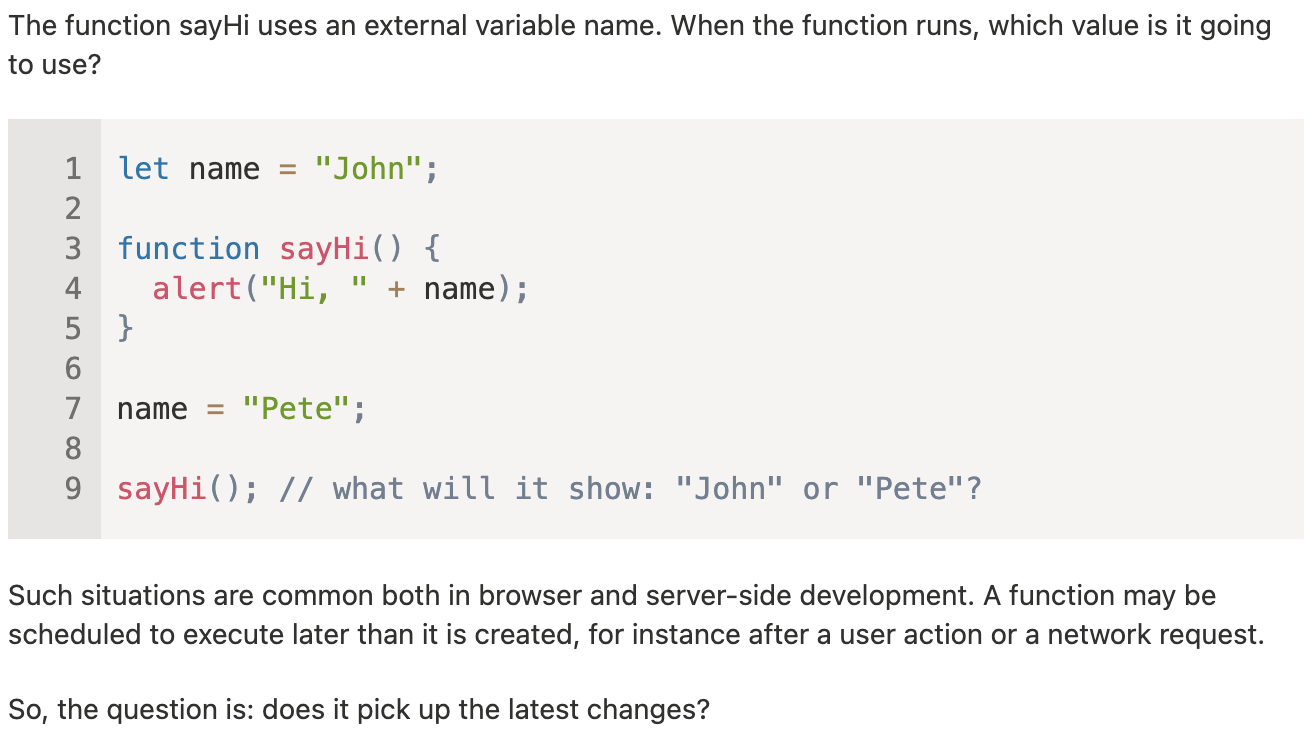 The function sayHi uses an external variable name. When the function runs, which value is it going
to use?
1 let name = "John";
2
3 function sayHi() {
4   alert("Hi, " + name);
5 }
6
7 name = "Pete";
8
9 sayHi(); // what will it show: "John" or "Pete"?
Such situations are common both in browser and server-side development. A function may be
scheduled to execute later than it is created, for instance after a user action or a network request.
So, the question is: does it pick up the latest changes?